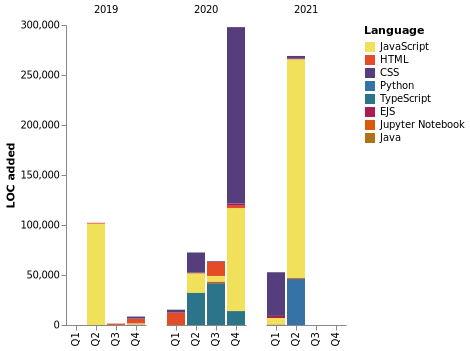 2019 2020 2021
300,000
250,000
200,000
150,000
100,000
50,000
0
LOC added
Q1 Q2 Q3 Q4 Q1 Q2 Q3 Q4 Q1 Q2 Q3 Q4
Language
JavaScript
HTML
CSS
Python
TypeScript
EJS
Jupyter Notebook
Java